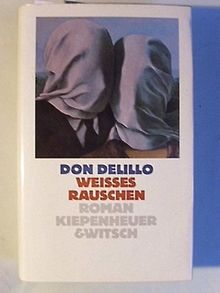 DON DELILLO
WEISSES
RAUSCHEN
ROMAN
KIEPENHEUER
&WITSCH